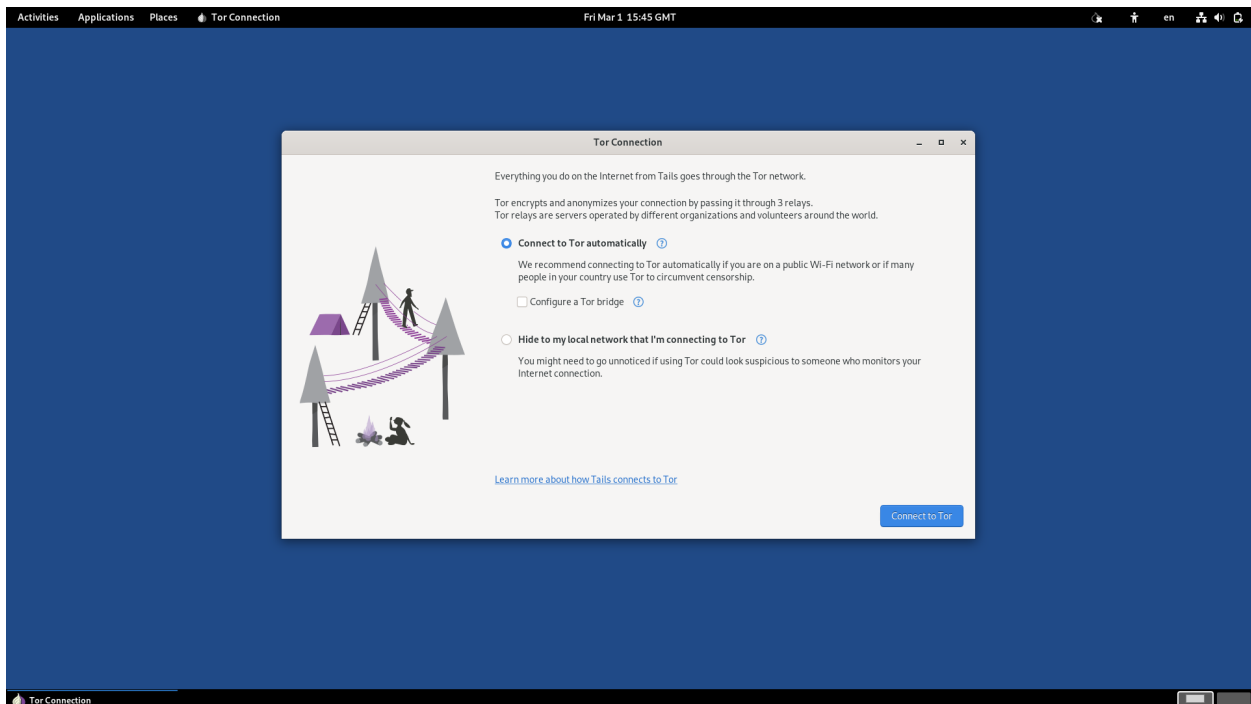 Activities Applications Places Tor Connection Fri Mar 1 15:45 GMT en
Tor Connection
Everything you do on the Internet from Tails goes through the Tor network.
Tor encrypts and anonymizes your connection by passing it through 3 relays.
Tor relays are servers operated by different organizations and volunteers around the world.
Connect to Tor automatically ?
We recommend connecting to Tor automatically if you are on a public Wi-Fi network or if many
people in your country use Tor to circumvent censorship.
Configure a Tor bridge ?
Hide to my local network that I'm connecting to Tor ?
You might need to go unnoticed if using Tor could look suspicious to someone who monitors your
Internet connection.
Learn more about how Tails connects to Tor
Connect to Tor
Tor Connection